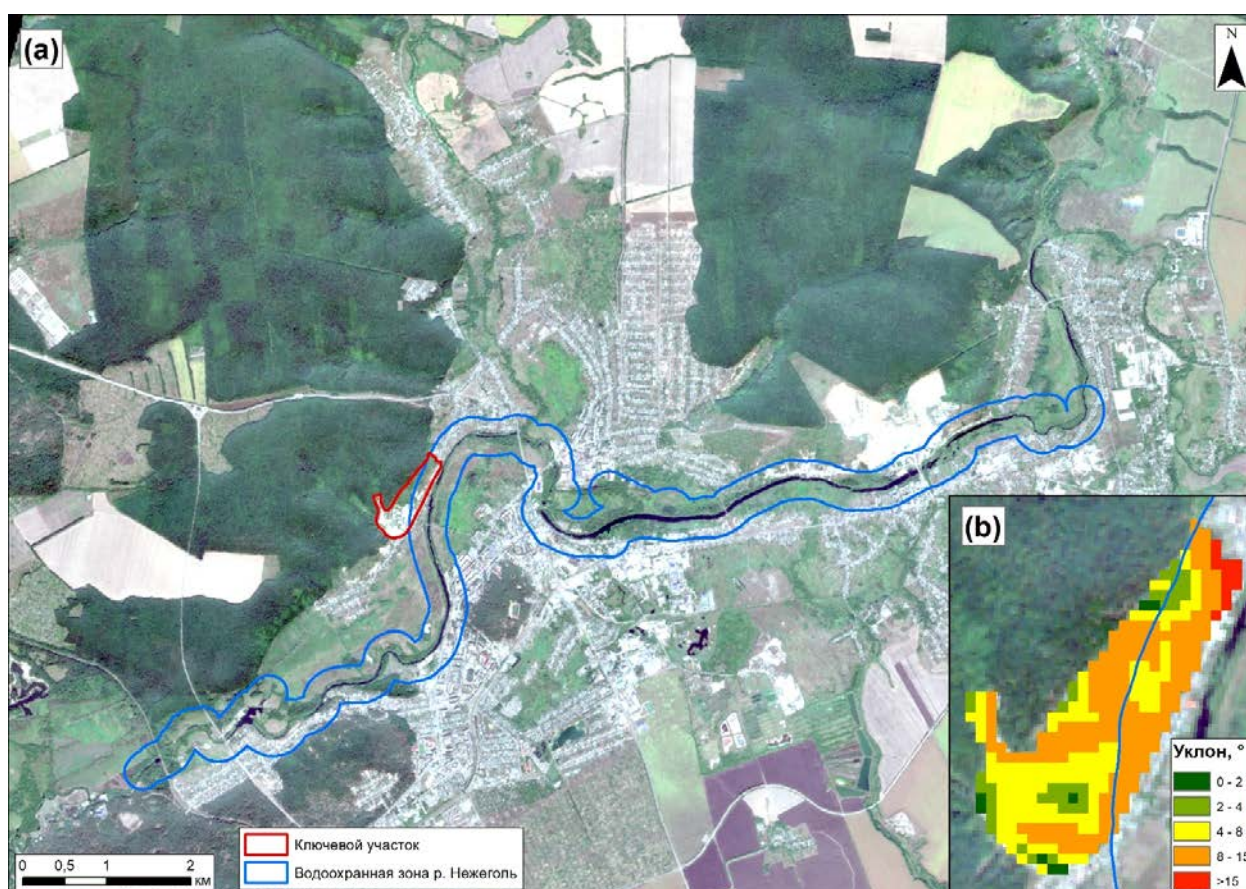 (a)
N
(b)
Уклон, °
0 - 2
2 - 4
4 - 8
8 - 15
>15
Ключевой участок
Водоохранная зона р. Нежеголь
0 0,5 1 2
км